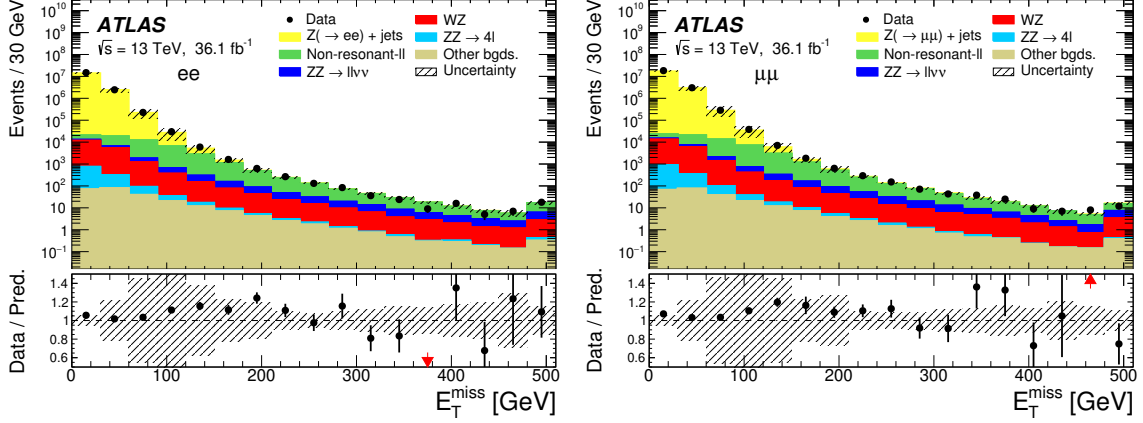 Events / 30 GeV
10¹⁰
10⁹
10⁸
10⁷
10⁶
10⁵
10⁴
10³
10²
10
1
10⁻¹
ATLAS
√s = 13 TeV, 36.1 fb⁻¹
ee
Data
Z( → ee) + jets
Non-resonant-ll
ZZ → llνν
WZ
ZZ → 4l
Other bgds.
Uncertainty
Data / Pred.
1.4
1.2
1
0.8
0.6
0 100 200 300 400 500
E_T^miss [GeV]
Events / 30 GeV
10¹⁰
10⁹
10⁸
10⁷
10⁶
10⁵
10⁴
10³
10²
10
1
10⁻¹
ATLAS
√s = 13 TeV, 36.1 fb⁻¹
μμ
Data
Z( → μμ) + jets
Non-resonant-ll
ZZ → llνν
WZ
ZZ → 4l
Other bgds.
Uncertainty
Data / Pred.
1.4
1.2
1
0.8
0.6
0 100 200 300 400 500
E_T^miss [GeV]